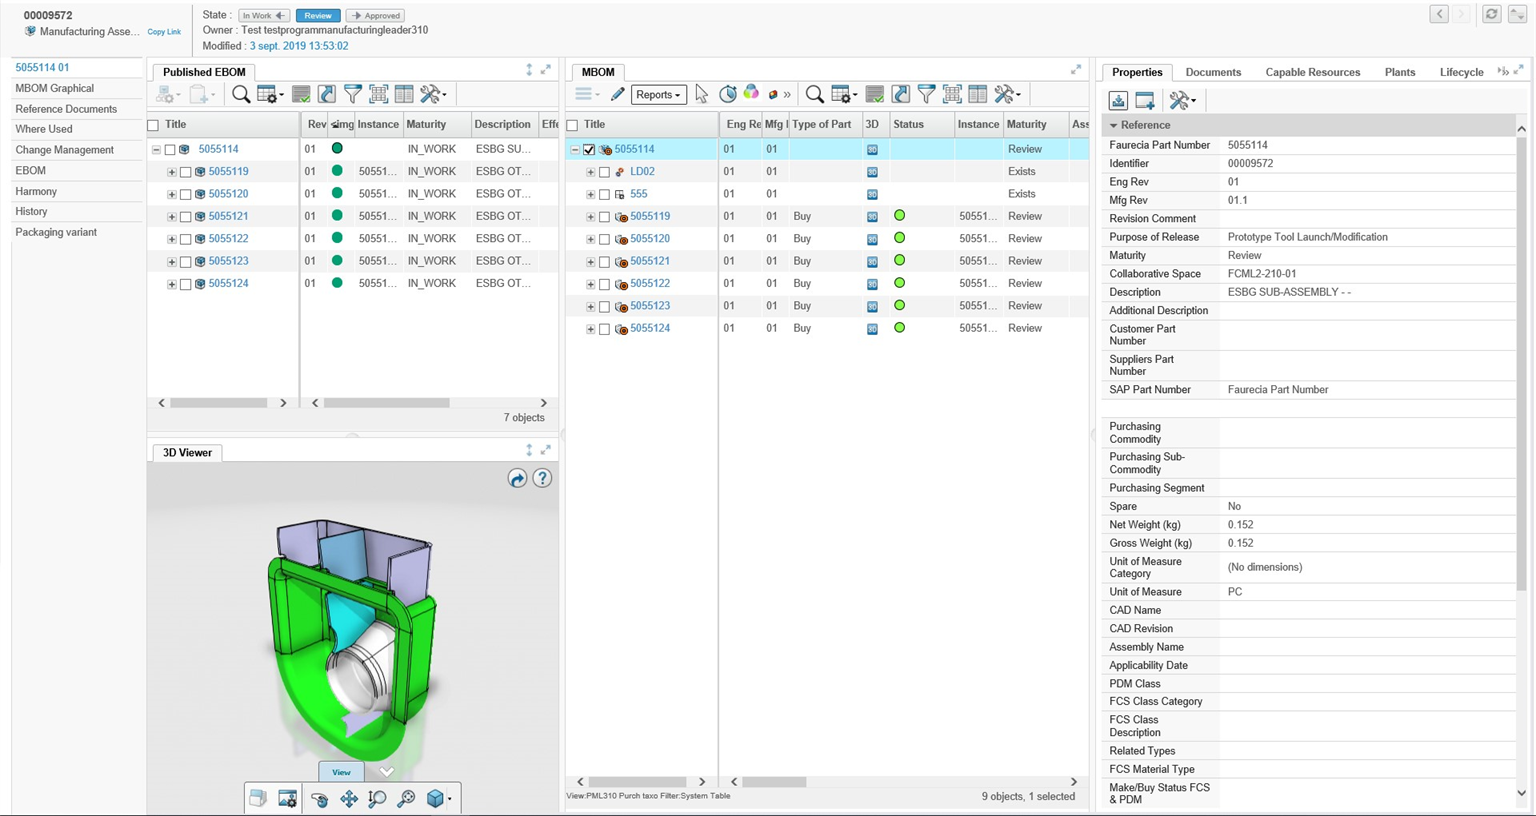 00009572
Manufacturing Asse...
Copy Link
State :
In Work
Review
Approved
Owner : Test testprogrammanufacturingleader310
Modified : 3 sept. 2019 13:53:02
5055114 01
MBOM Graphical
Reference Documents
Where Used
Change Management
EBOM
Harmony
History
Packaging variant
Published EBOM
Title Rev img Instance Maturity Description Effe
5055114 01 IN_WORK ESBG SU...
5055119 01 50551... IN_WORK ESBG OT...
5055120 01 50551... IN_WORK ESBG OT...
5055121 01 50551... IN_WORK ESBG OT...
5055122 01 50551... IN_WORK ESBG OT...
5055123 01 50551... IN_WORK ESBG OT...
5055124 01 50551... IN_WORK ESBG OT...
7 objects
3D Viewer
View
MBOM
Reports
Title Eng Re Mfg Type of Part 3D Status Instance Maturity Ass
5055114 01 01 3D Review
LD02 01 01 3D Exists
555 01 01 3D Exists
5055119 01 01 Buy 3D 50551... Review
5055120 01 01 Buy 3D 50551... Review
5055121 01 01 Buy 3D 50551... Review
5055122 01 01 Buy 3D 50551... Review
5055123 01 01 Buy 3D 50551... Review
5055124 01 01 Buy 3D 50551... Review
View:PML310 Purch taxo Filter:System Table
9 objects, 1 selected
Properties Documents Capable Resources Plants Lifecycle
Reference
Faurecia Part Number 5055114
Identifier 00009572
Eng Rev 01
Mfg Rev 01.1
Revision Comment
Purpose of Release Prototype Tool Launch/Modification
Maturity Review
Collaborative Space FCML2-210-01
Description ESBG SUB-ASSEMBLY - -
Additional Description
Customer Part
Number
Suppliers Part
Number
SAP Part Number Faurecia Part Number
Purchasing
Commodity
Purchasing Sub-
Commodity
Purchasing Segment
Spare No
Net Weight (kg) 0.152
Gross Weight (kg) 0.152
Unit of Measure
Category (No dimensions)
Unit of Measure PC
CAD Name
CAD Revision
Assembly Name
Applicability Date
PDM Class
FCS Class Category
FCS Class
Description
Related Types
FCS Material Type
Make/Buy Status FCS
& PDM